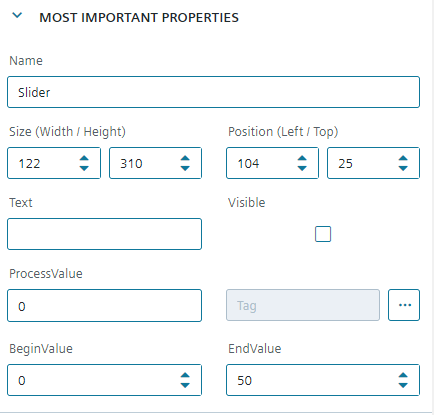 MOST IMPORTANT PROPERTIES
Name
Slider
Size (Width / Height) Position (Left / Top)
122 310 104 25
Text Visible
ProcessValue
0 Tag ...
BeginValue EndValue
0 50